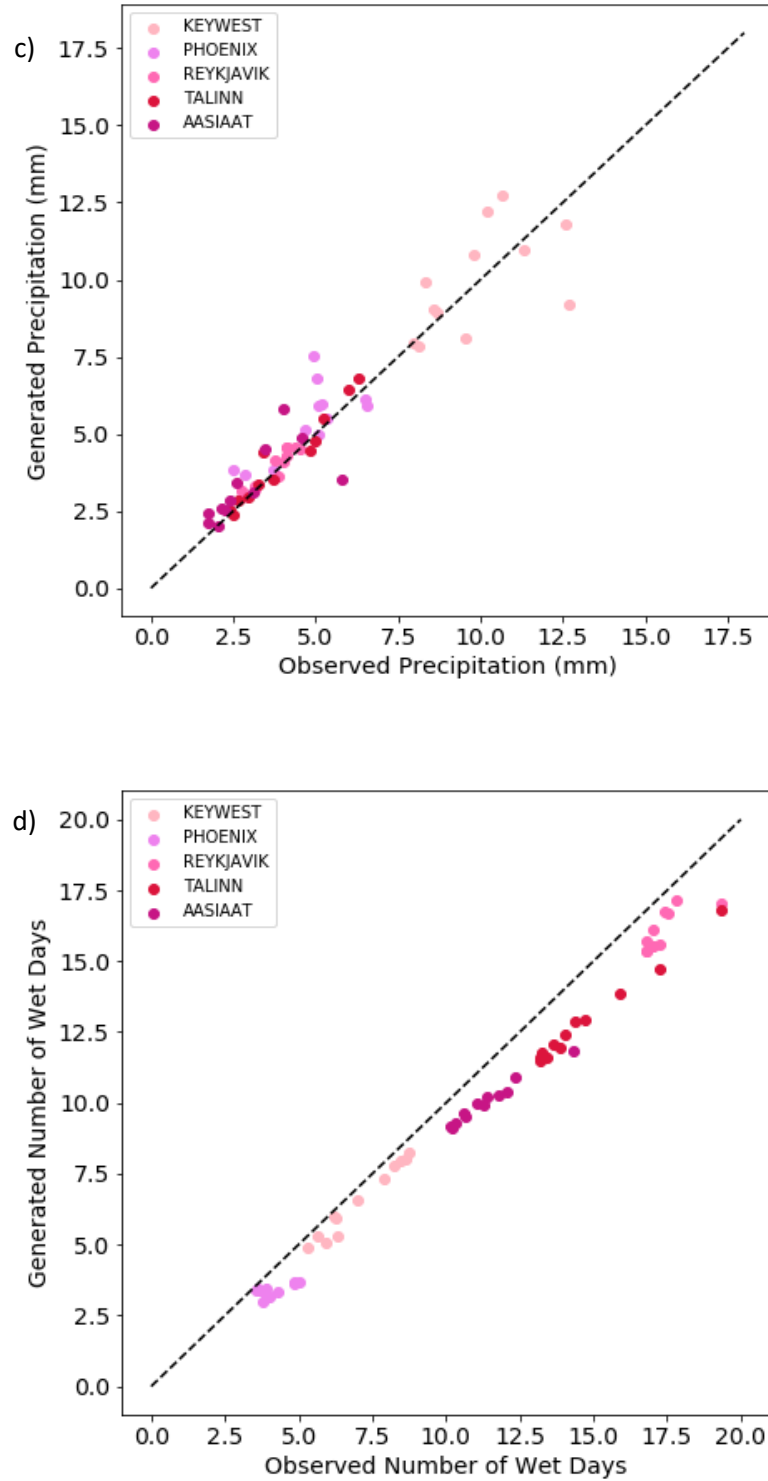 c)
KEYWEST
PHOENIX
REYKJAVIK
TALINN
AASIAAT
17.5
15.0
12.5
10.0
7.5
5.0
2.5
0.0
Generated Precipitation (mm)
0.0 2.5 5.0 7.5 10.0 12.5 15.0 17.5
Observed Precipitation (mm)
d)
KEYWEST
PHOENIX
REYKJAVIK
TALINN
AASIAAT
20.0
17.5
15.0
12.5
10.0
7.5
5.0
2.5
0.0
Generated Number of Wet Days
0.0 2.5 5.0 7.5 10.0 12.5 15.0 17.5 20.0
Observed Number of Wet Days